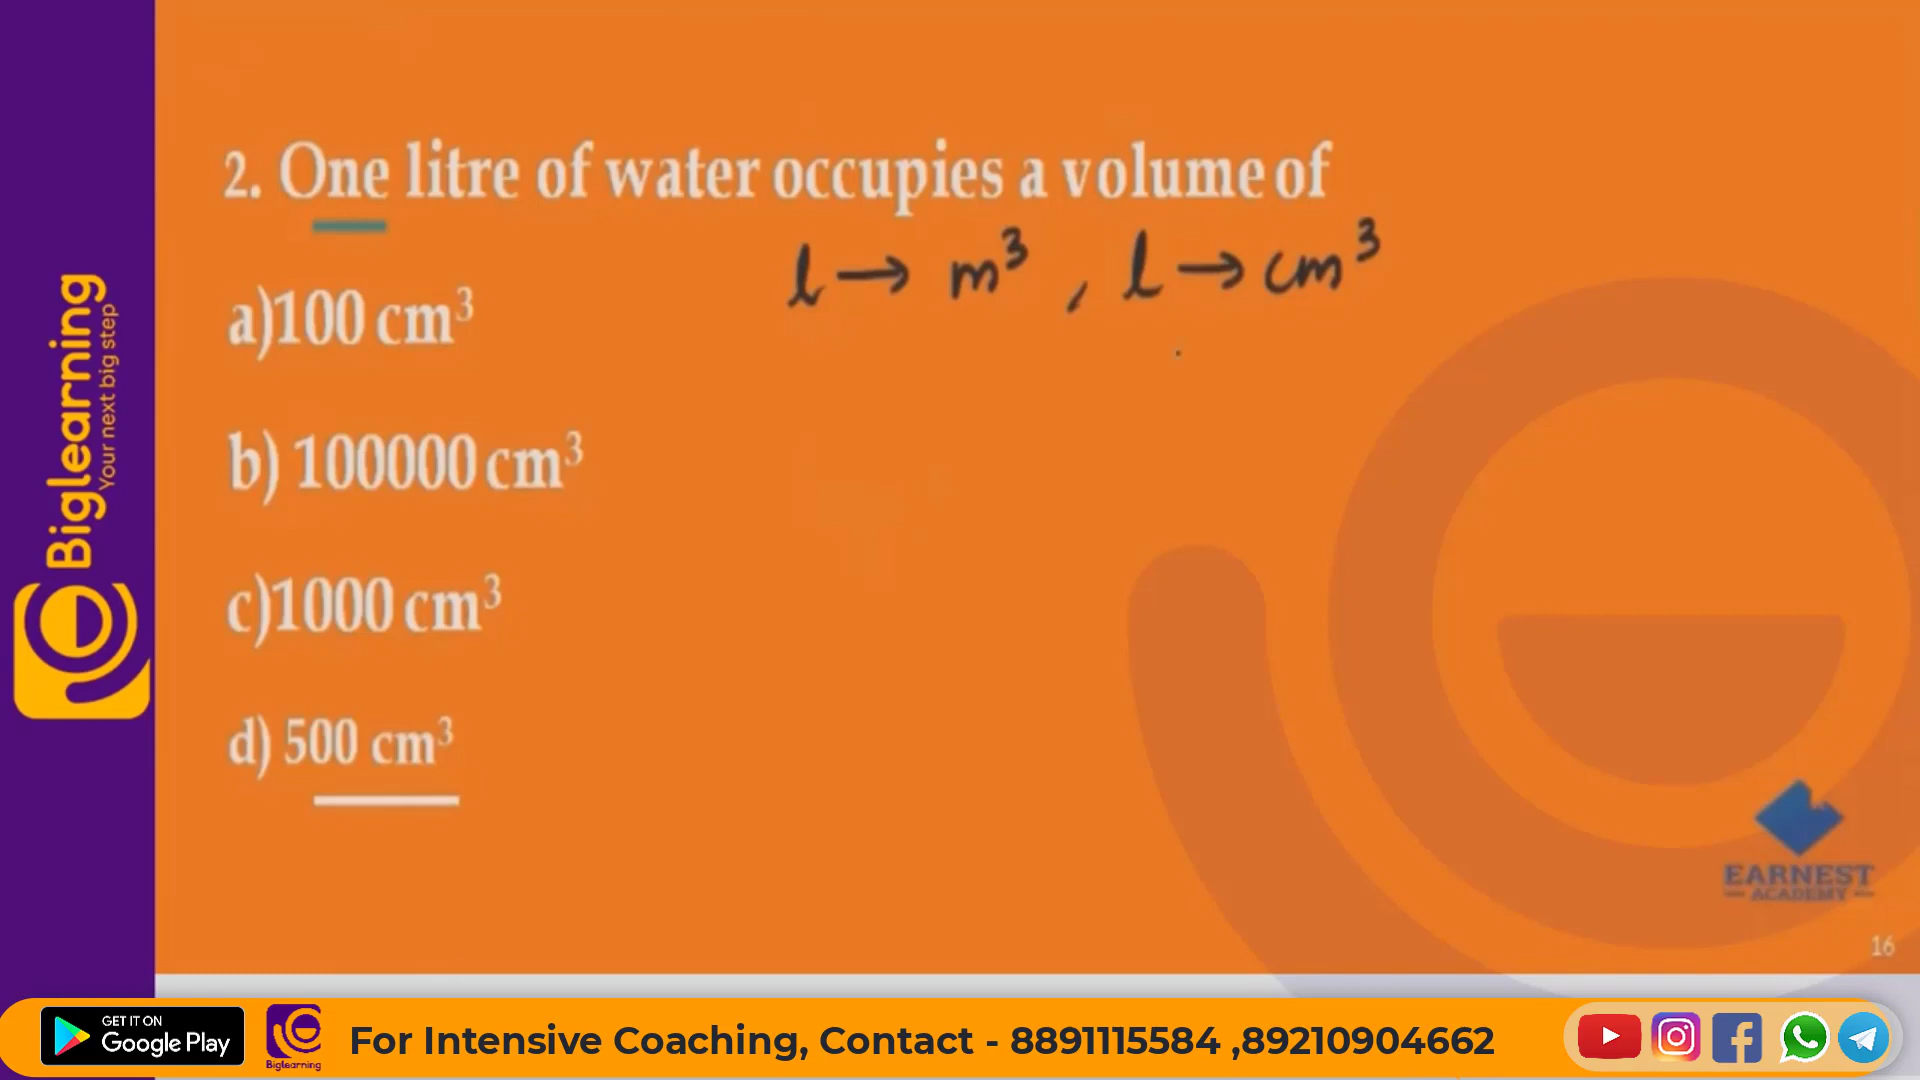 2. One litre of water occupies a volume of
l → m³ , l → cm³
a)100 cm³
b) 100000 cm³
c)1000 cm³
d) 500 cm³
Biglearning
Your next big step
EARNEST
ACADEMY
16
GET IT ON
Google Play
Biglearning
For Intensive Coaching, Contact - 8891115584 ,89210904662